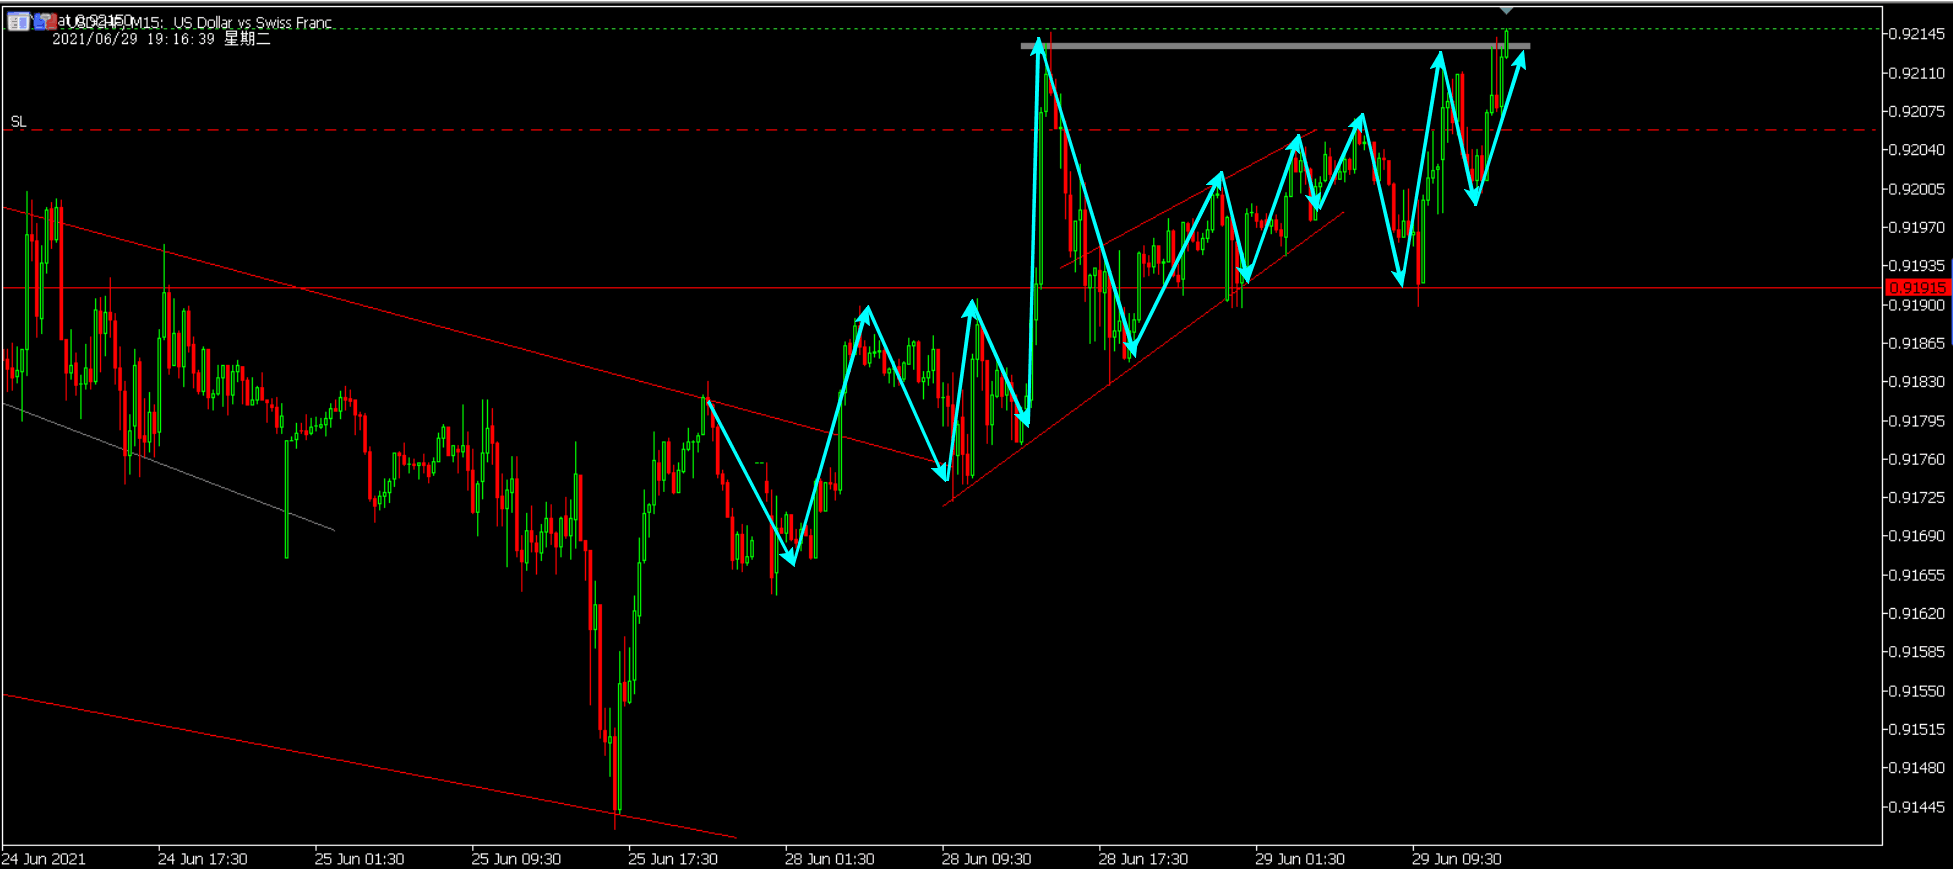 at 0.92150
USDCHF, M15: US Dollar vs Swiss Franc
2021/06/29 19:16:39 星期二
SL
0.92145
0.92110
0.92075
0.92040
0.92005
0.91970
0.91935
0.91915
0.91900
0.91865
0.91830
0.91795
0.91760
0.91725
0.91690
0.91655
0.91620
0.91585
0.91550
0.91515
0.91480
0.91445
24 Jun 2021
24 Jun 17:30
25 Jun 01:30
25 Jun 09:30
25 Jun 17:30
28 Jun 01:30
28 Jun 09:30
28 Jun 17:30
29 Jun 01:30
29 Jun 09:30